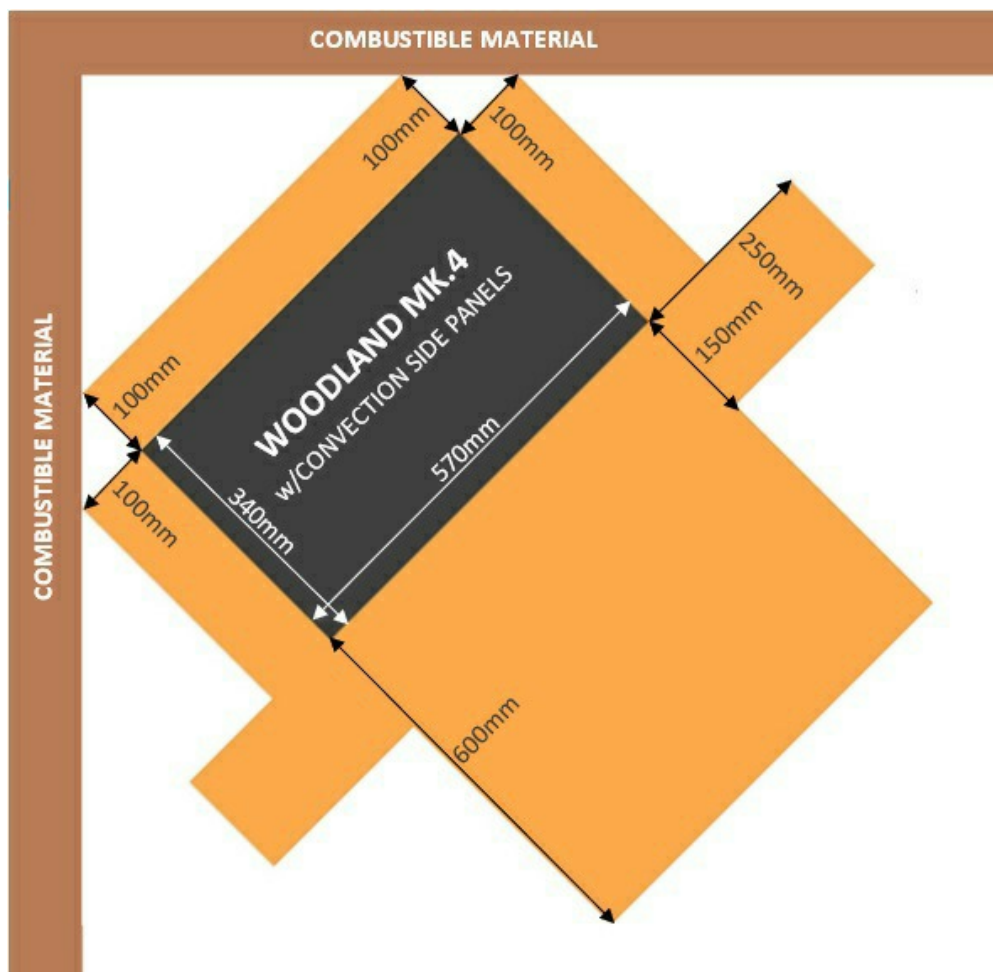 COMBUSTIBLE MATERIAL
100mm
100mm
250mm
150mm
WOODLAND MK.4
w/CONVECTION SIDE PANELS
COMBUSTIBLE MATERIAL
100mm
100mm
340mm
570mm
600mm